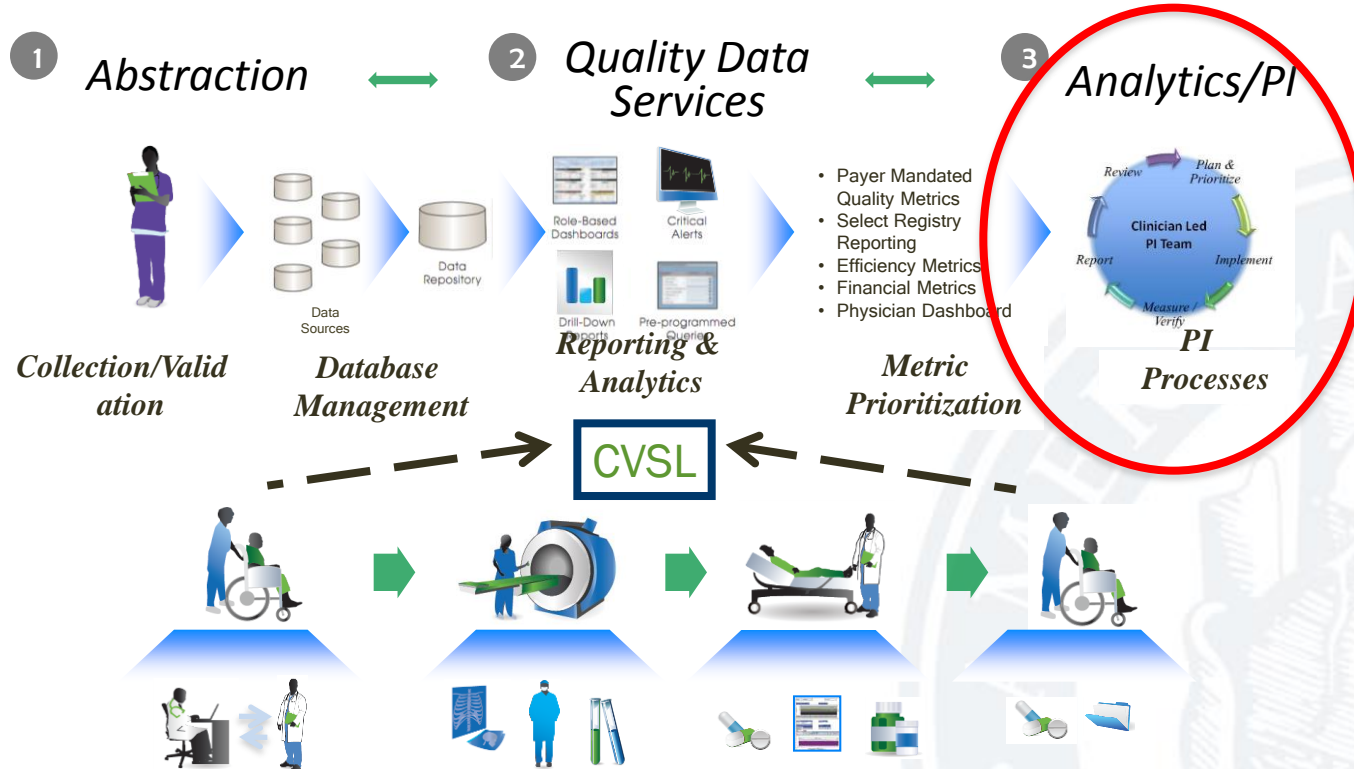 1
Abstraction
2
Quality Data
Services
3
Analytics/PI
Data
Sources
Data
Repository
Role-Based
Dashboards
Critical
Alerts
Drill-Down
Reports
Pre-programmed
Queries
• Payer Mandated
Quality Metrics
• Select Registry
Reporting
• Efficiency Metrics
• Financial Metrics
• Physician Dashboard
Review
Plan &
Prioritize
Clinician Led
PI Team
Report
Implement
Measure /
Verify
Collection/Valid
ation
Database
Management
Reporting &
Analytics
Metric
Prioritization
PI
Processes
CVSL